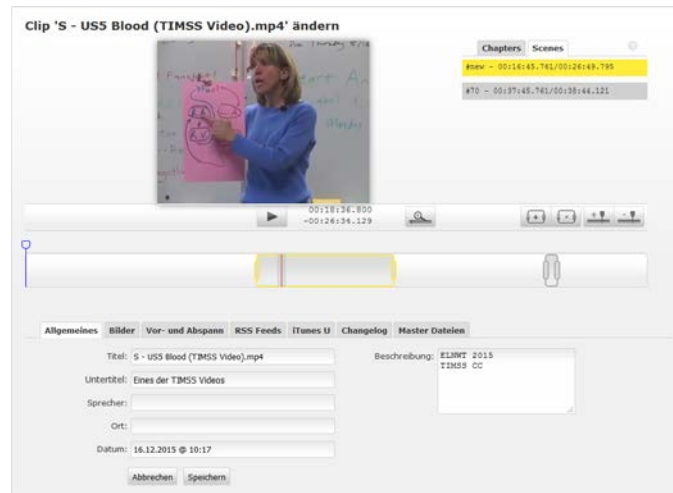 Clip 'S - US5 Blood (TIMSS Video).mp4' ändern
Chapters Scenes
#new - 00:16:45.761/00:26:49.795
#70 - 00:37:45.761/00:38:44.121
00:18:36.800
-00:26:34.129
Allgemeines Bilder Vor- und Abspann RSS Feeds iTunes U Changelog Master Dateien
Titel: S - US5 Blood (TIMSS Video).mp4
Untertitel: Eines der TIMSS Videos
Sprecher:
Ort:
Datum: 16.12.2015 @ 10:17
Beschreibung: ELNWT 2015
TIMSS CC
Abbrechen Speichern